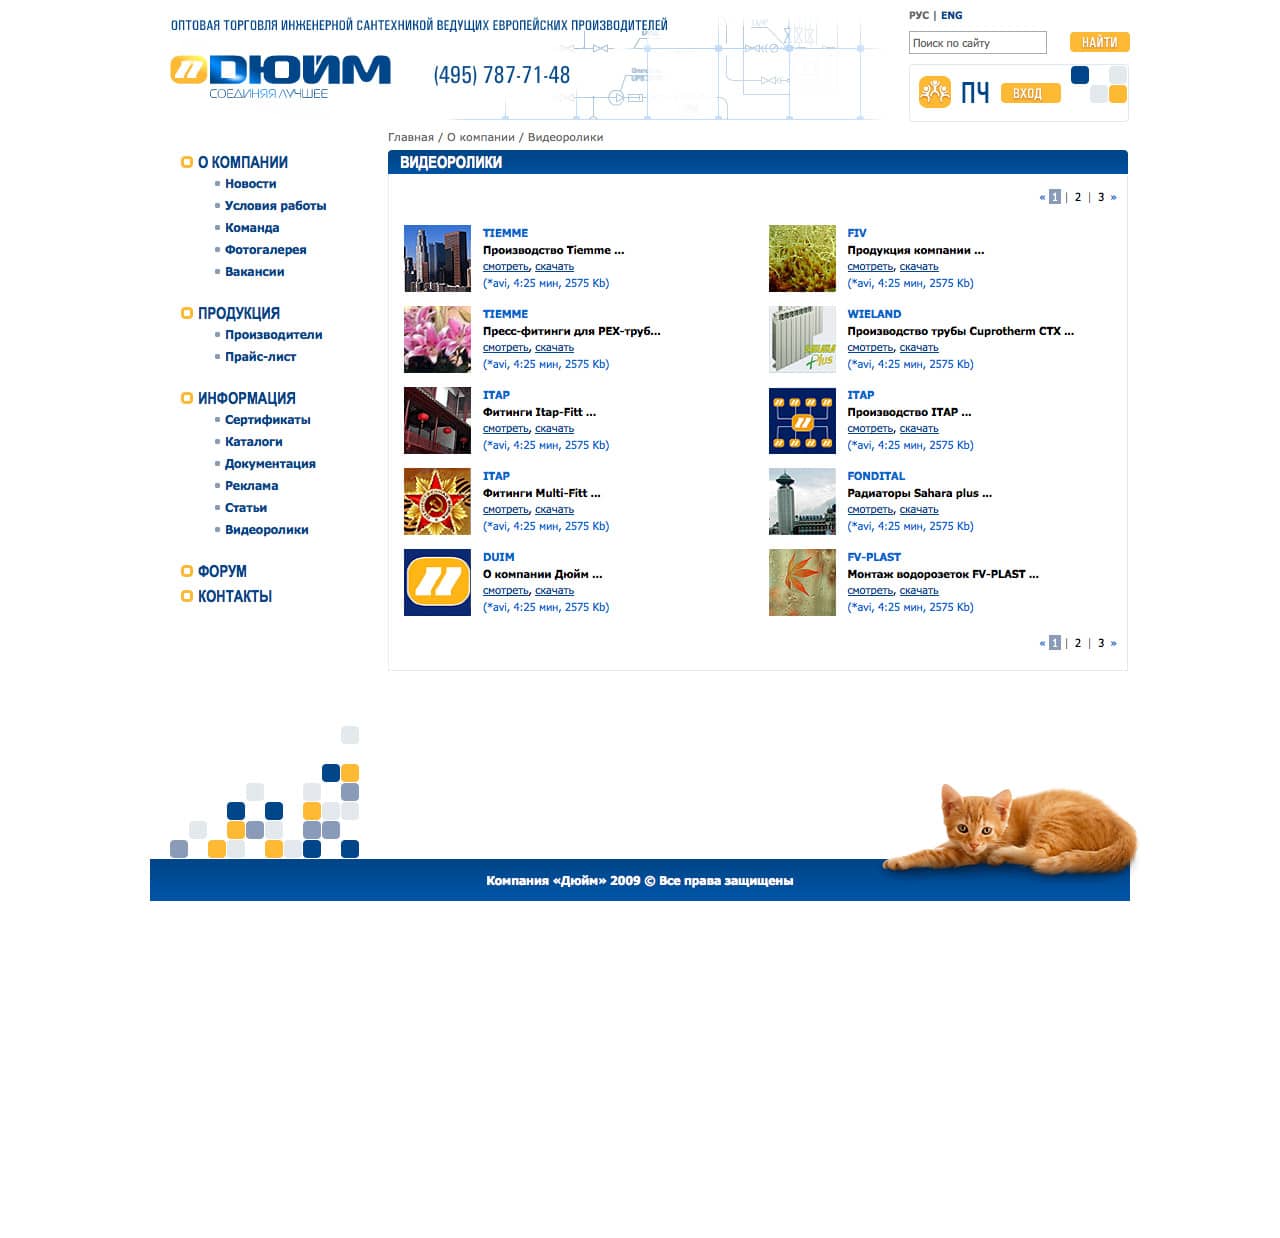 ОПТОВАЯ ТОРГОВЛЯ ИНЖЕНЕРНОЙ САНТЕХНИКОЙ ВЕДУЩИХ ЕВРОПЕЙСКИХ ПРОИЗВОДИТЕЛЕЙ
РУС | ENG
Поиск по сайту
НАЙТИ
ДЮЙМ
СОЕДИНЯЯ ЛУЧШЕЕ
(495) 787-71-48
ПЧ
ВХОД
Главная / О компании / Видеоролики
О КОМПАНИИ
Новости
Условия работы
Команда
Фотогалерея
Вакансии
ПРОДУКЦИЯ
Производители
Прайс-лист
ИНФОРМАЦИЯ
Сертификаты
Каталоги
Документация
Реклама
Статьи
Видеоролики
ФОРУМ
КОНТАКТЫ
ВИДЕОРОЛИКИ
« 1 | 2 | 3 »
TIEMME
Производство Tiemme ...
смотреть, скачать
(*avi, 4:25 мин, 2575 Kb)
FIV
Продукция компании ...
смотреть, скачать
(*avi, 4:25 мин, 2575 Kb)
TIEMME
Пресс-фитинги для PEX-труб...
смотреть, скачать
(*avi, 4:25 мин, 2575 Kb)
WIELAND
Производство трубы Cuprotherm CTX ...
смотреть, скачать
(*avi, 4:25 мин, 2575 Kb)
ITAP
Фитинги Itap-Fitt ...
смотреть, скачать
(*avi, 4:25 мин, 2575 Kb)
ITAP
Производство ITAP ...
смотреть, скачать
(*avi, 4:25 мин, 2575 Kb)
ITAP
Фитинги Multi-Fitt ...
смотреть, скачать
(*avi, 4:25 мин, 2575 Kb)
FONDITAL
Радиаторы Sahara plus ...
смотреть, скачать
(*avi, 4:25 мин, 2575 Kb)
DUIM
О компании Дюйм ...
смотреть, скачать
(*avi, 4:25 мин, 2575 Kb)
FV-PLAST
Монтаж водорозеток FV-PLAST ...
смотреть, скачать
(*avi, 4:25 мин, 2575 Kb)
« 1 | 2 | 3 »
Компания «Дюйм» 2009 © Все права защищены